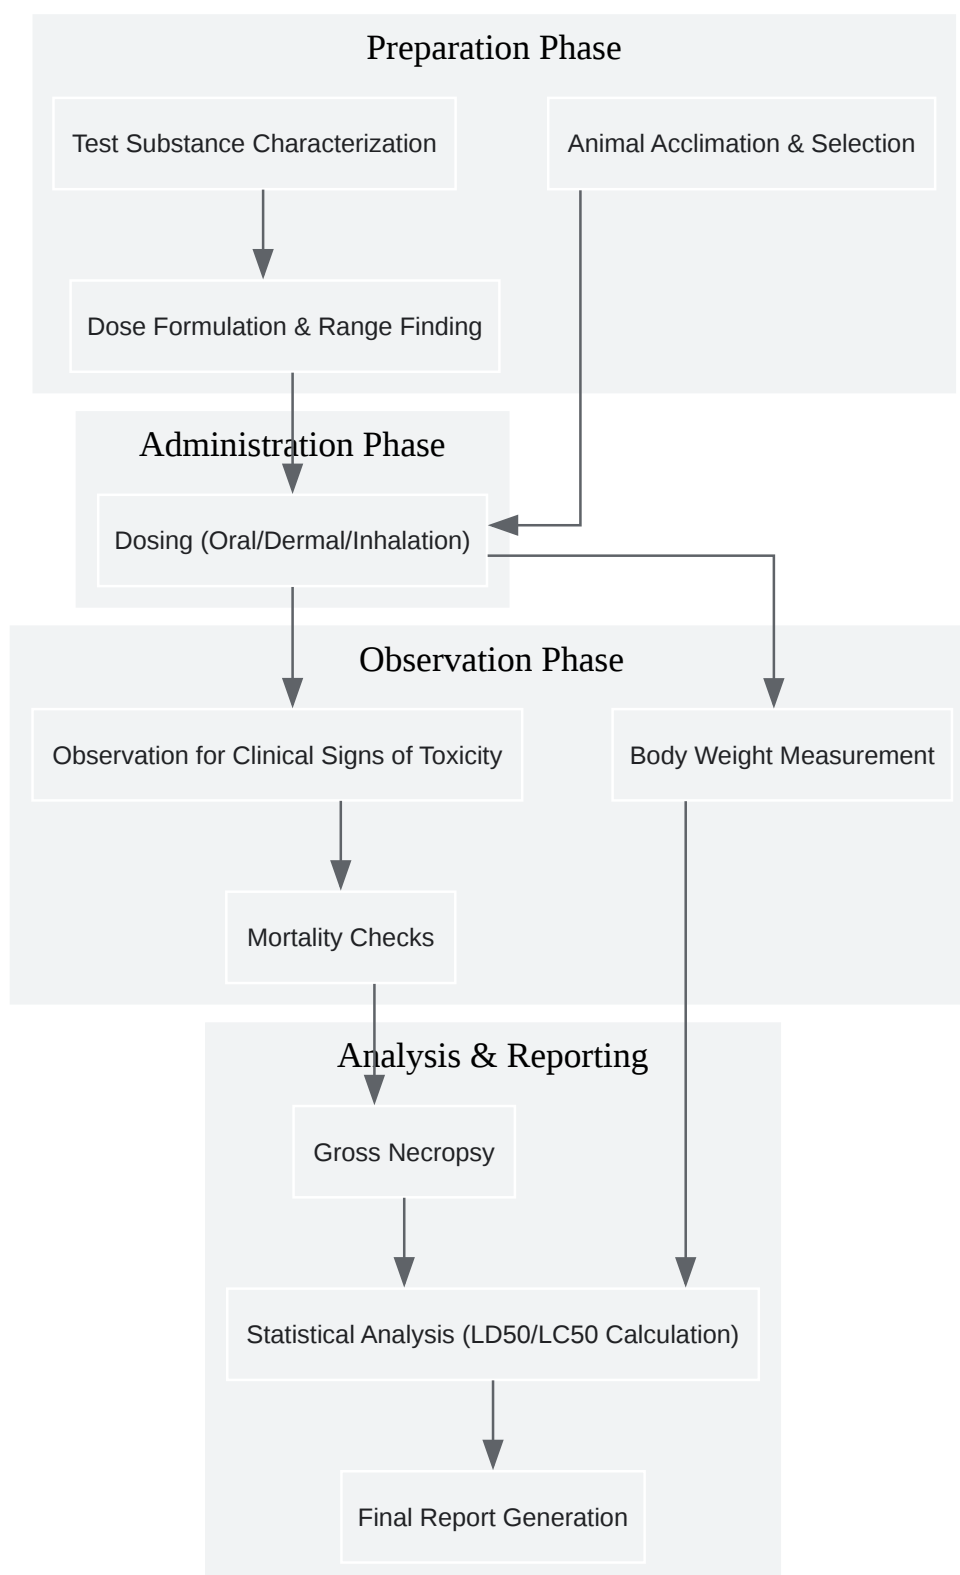 Preparation Phase
Test Substance Characterization
Animal Acclimation & Selection
Dose Formulation & Range Finding
Administration Phase
Dosing (Oral/Dermal/Inhalation)
Observation Phase
Observation for Clinical Signs of Toxicity
Body Weight Measurement
Mortality Checks
Analysis & Reporting
Gross Necropsy
Statistical Analysis (LD50/LC50 Calculation)
Final Report Generation